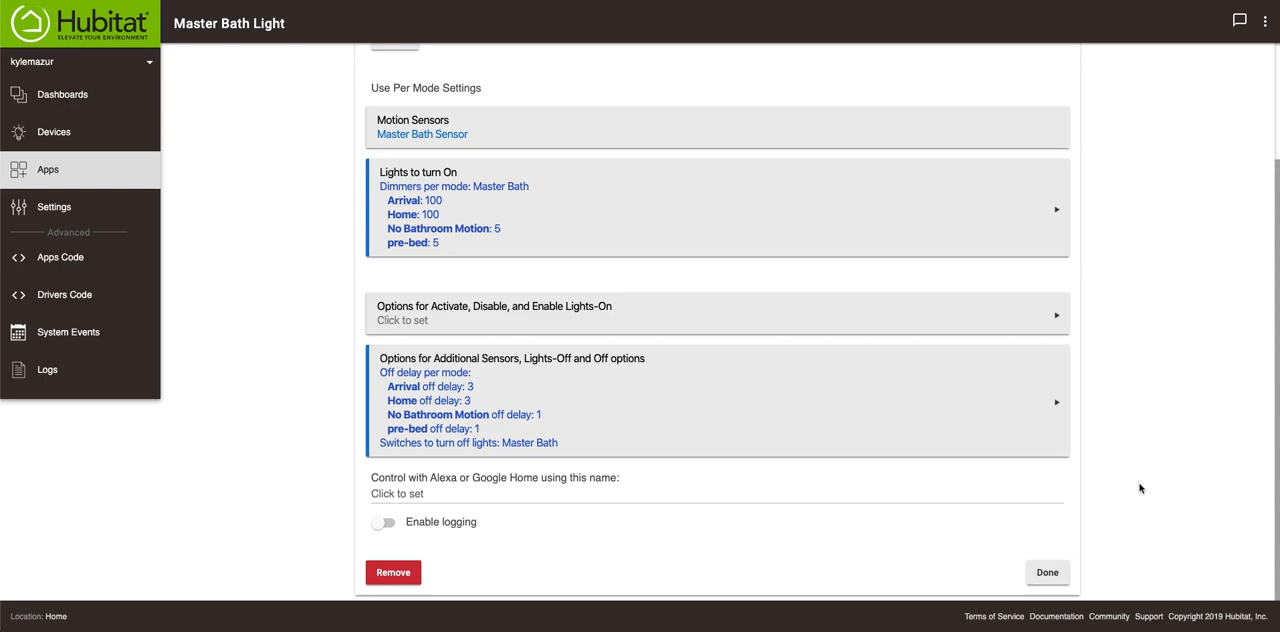 Hubitat®
ELEVATE YOUR ENVIRONMENT
Master Bath Light
kylemazur
Dashboards
Devices
Apps
Settings
Advanced
Apps Code
Drivers Code
System Events
Logs
Use Per Mode Settings
Motion Sensors
Master Bath Sensor
Lights to turn On
Dimmers per mode: Master Bath
Arrival: 100
Home: 100
No Bathroom Motion: 5
pre-bed: 5
Options for Activate, Disable, and Enable Lights-On
Click to set
Options for Additional Sensors, Lights-Off and Off options
Off delay per mode:
Arrival off delay: 3
Home off delay: 3
No Bathroom Motion off delay: 1
pre-bed off delay: 1
Switches to turn off lights: Master Bath
Control with Alexa or Google Home using this name:
Click to set
Enable logging
Remove
Done
Location: Home
Terms of Service Documentation Community Support Copyright 2019 Hubitat, Inc.